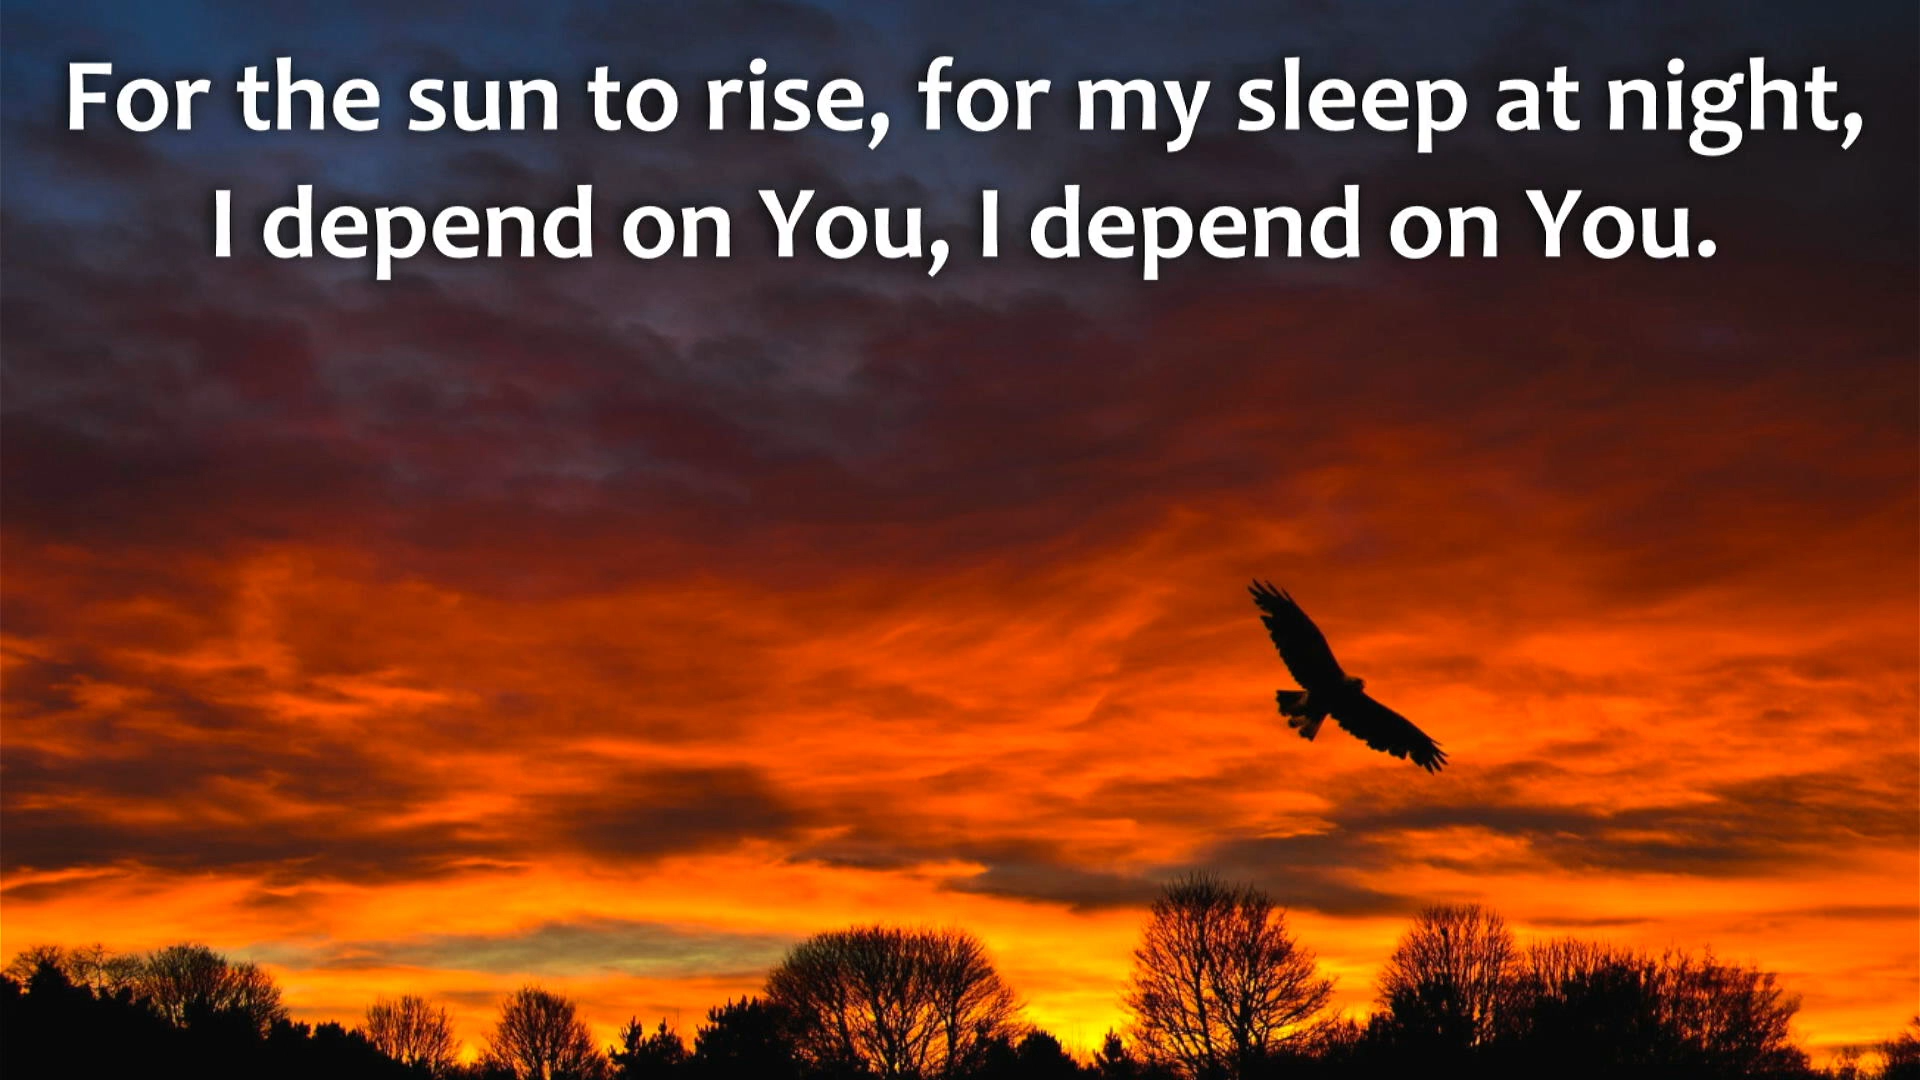 For the sun to rise, for my sleep at night,
I depend on You, I depend on You.